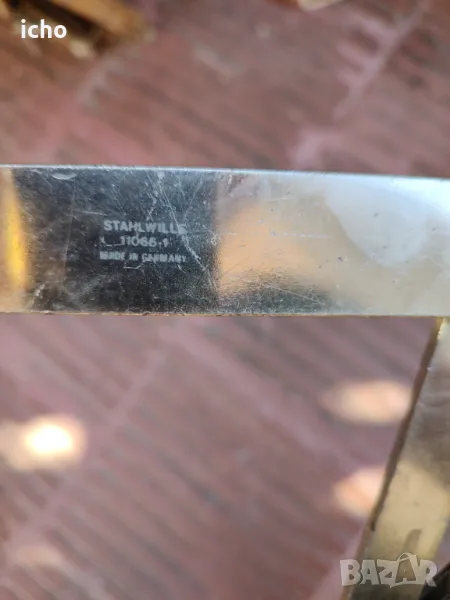 icho
STAHLWILLE
11066-1
MADE IN GERMANY
BAZAR